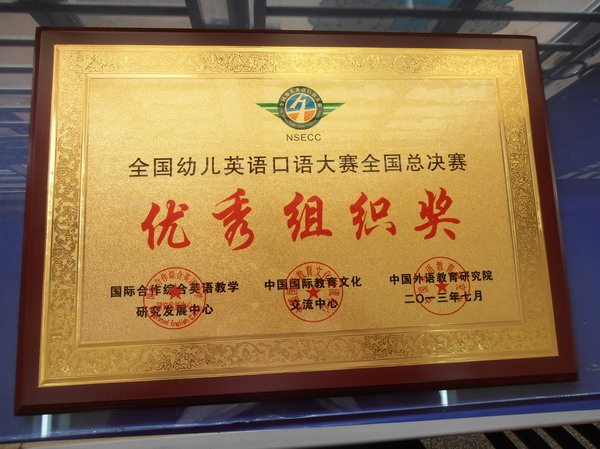 NSECC
全国幼儿英语口语大赛全国总决赛
优秀组织奖
国际合作综合英语教学
研究发展中心
中国国际教育文化
交流中心
中国外语教育研究院
二〇一三年七月